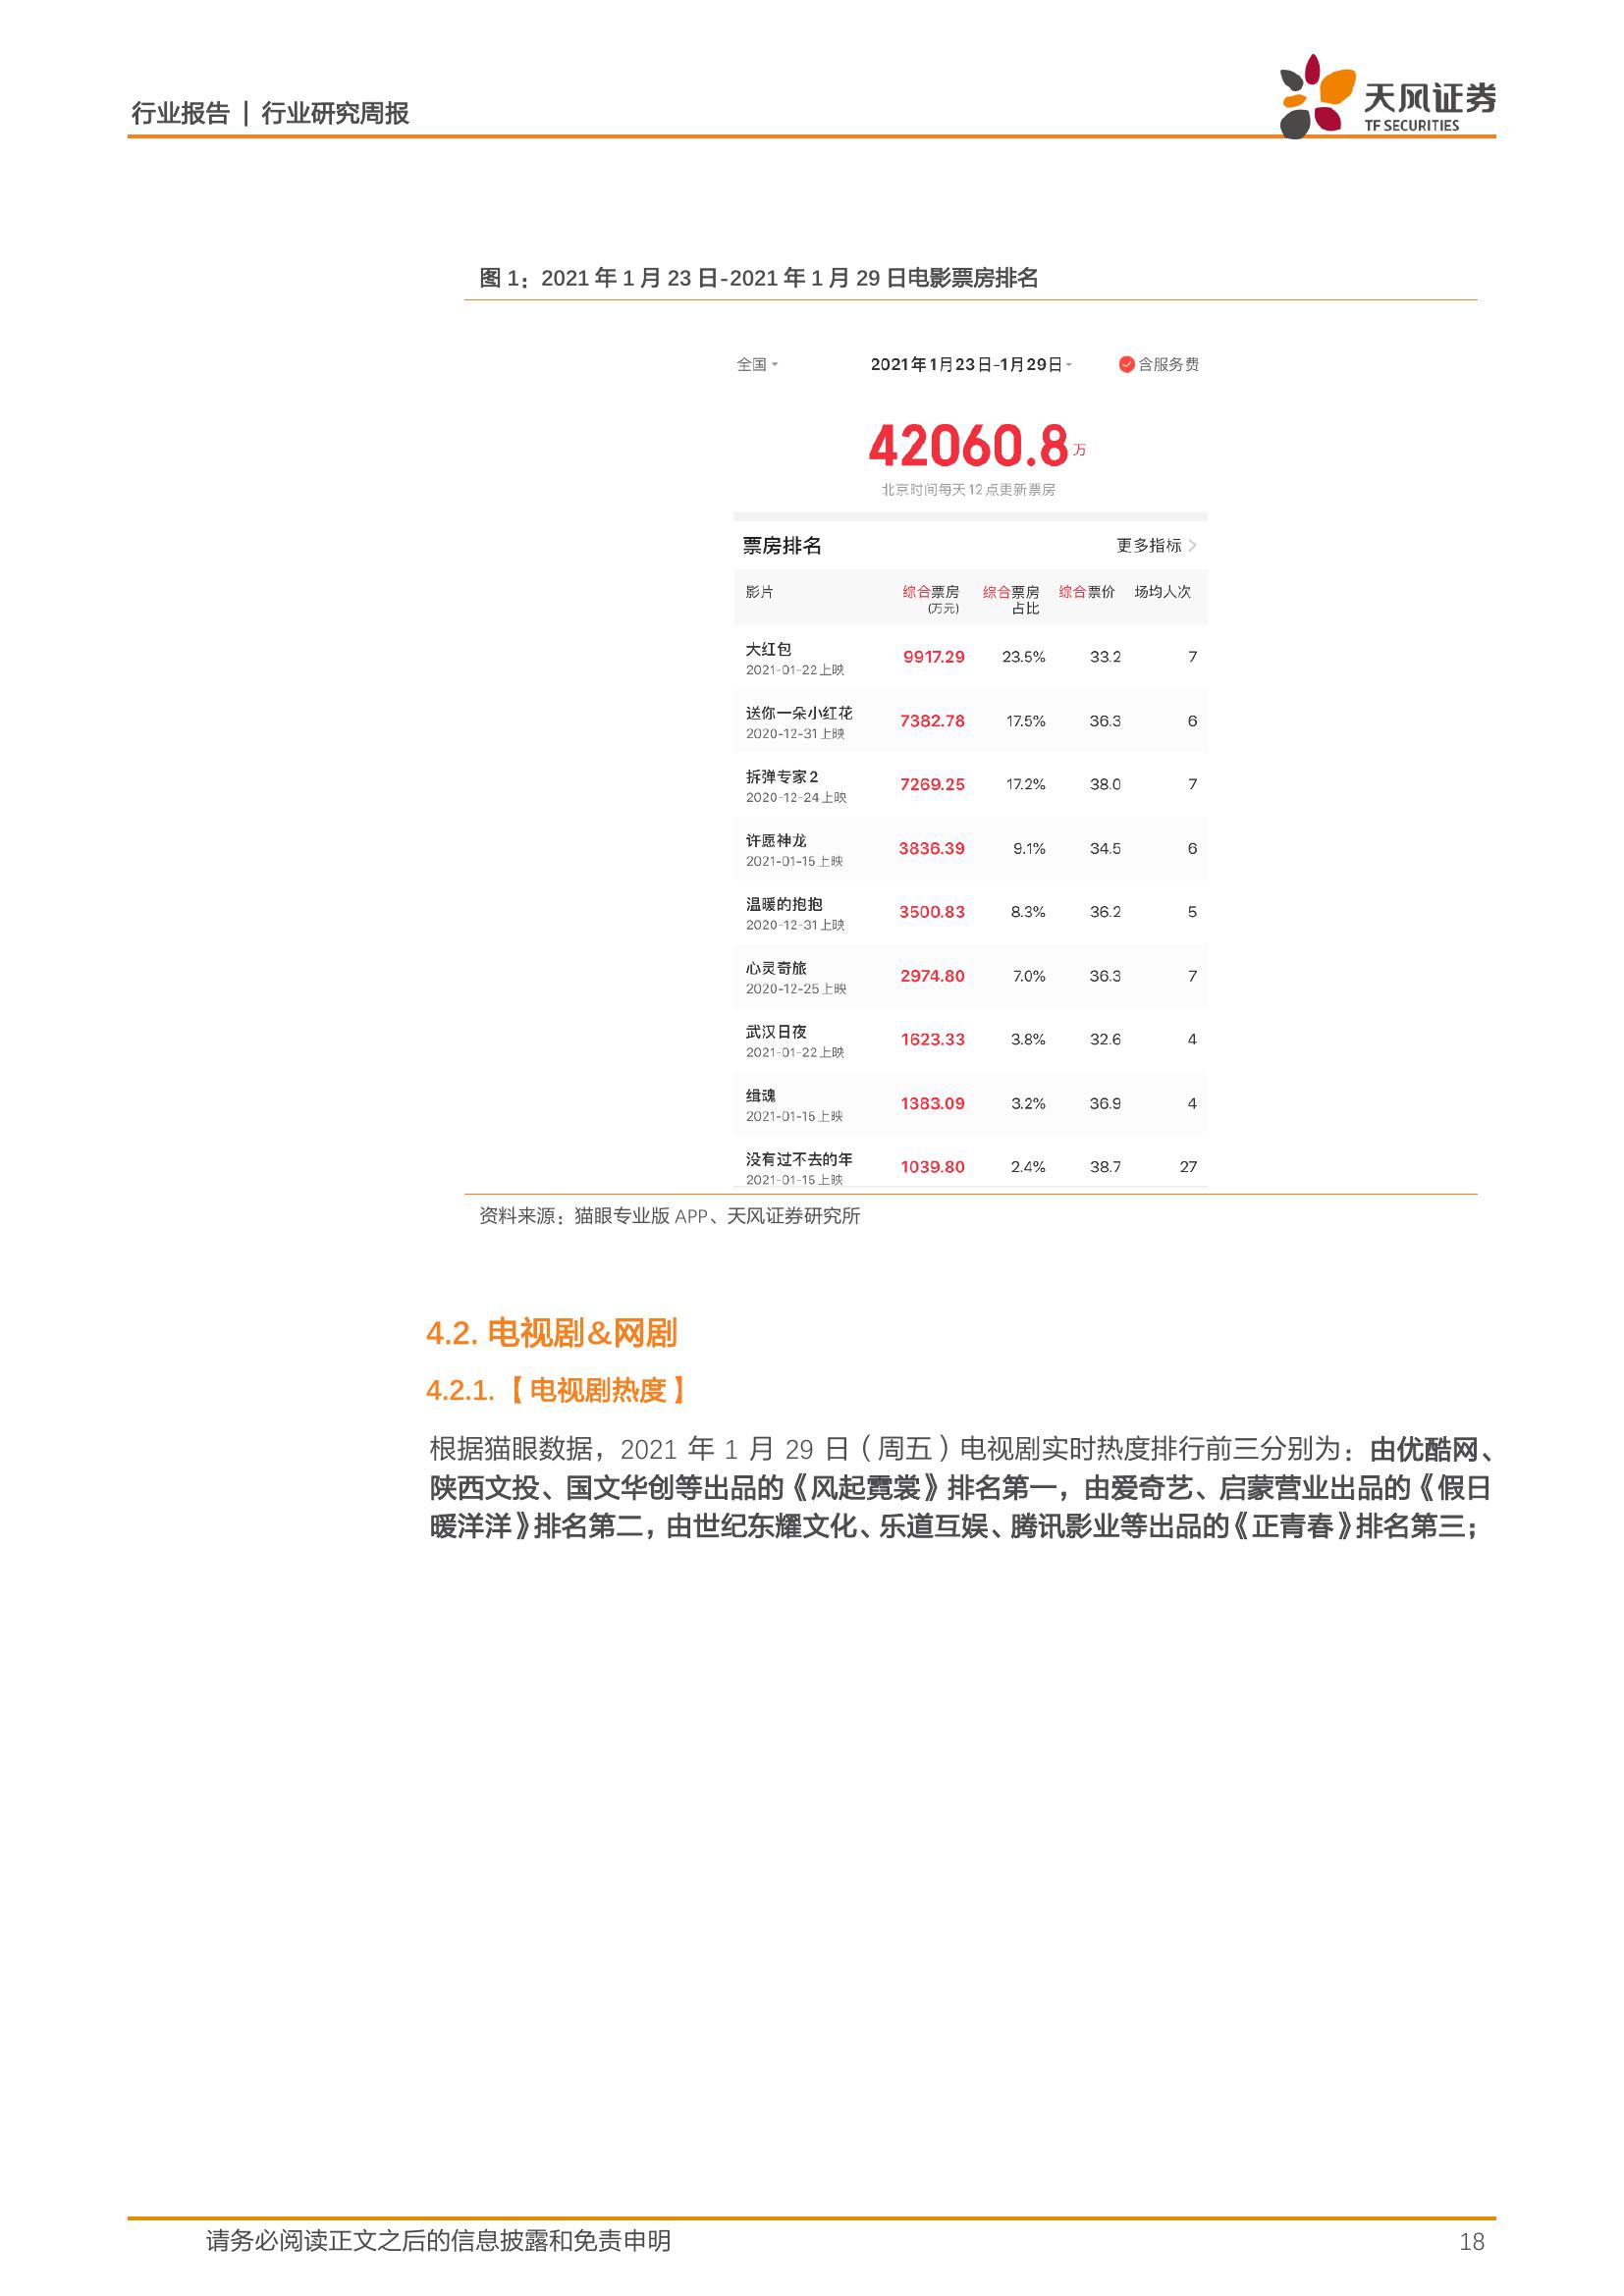 行业报告 | 行业研究周报
天风证券
TF SECURITIES
图 1：2021 年 1 月 23 日-2021 年 1 月 29 日电影票房排名
全国 2021年1月23日-1月29日 含服务费
42060.8万
北京时间每天12点更新票房
票房排名 更多指标
影片 综合票房(万元) 综合票房占比 综合票价 场均人次
大红包 9917.29 23.5% 33.2 7
2021-01-22上映
送你一朵小红花 7382.78 17.5% 36.3 6
2020-12-31上映
拆弹专家2 7269.25 17.2% 38.0 7
2020-12-24上映
许愿神龙 3836.39 9.1% 34.5 6
2021-01-15上映
温暖的抱抱 3500.83 8.3% 36.2 5
2020-12-31上映
心灵奇旅 2974.80 7.0% 36.3 7
2020-12-25上映
武汉日夜 1623.33 3.8% 32.6 4
2021-01-22上映
缉魂 1383.09 3.2% 36.9 4
2021-01-15上映
没有过不去的年 1039.80 2.4% 38.7 27
2021-01-15上映
资料来源：猫眼专业版 APP、天风证券研究所
4.2. 电视剧&网剧
4.2.1.【电视剧热度】
根据猫眼数据，2021 年 1 月 29 日（周五）电视剧实时热度排行前三分别为：由优酷网、
陕西文投、国文华创等出品的《风起霓裳》排名第一，由爱奇艺、启蒙营业出品的《假日
暖洋洋》排名第二，由世纪东耀文化、乐道互娱、腾讯影业等出品的《正青春》排名第三；
请务必阅读正文之后的信息披露和免责申明 18